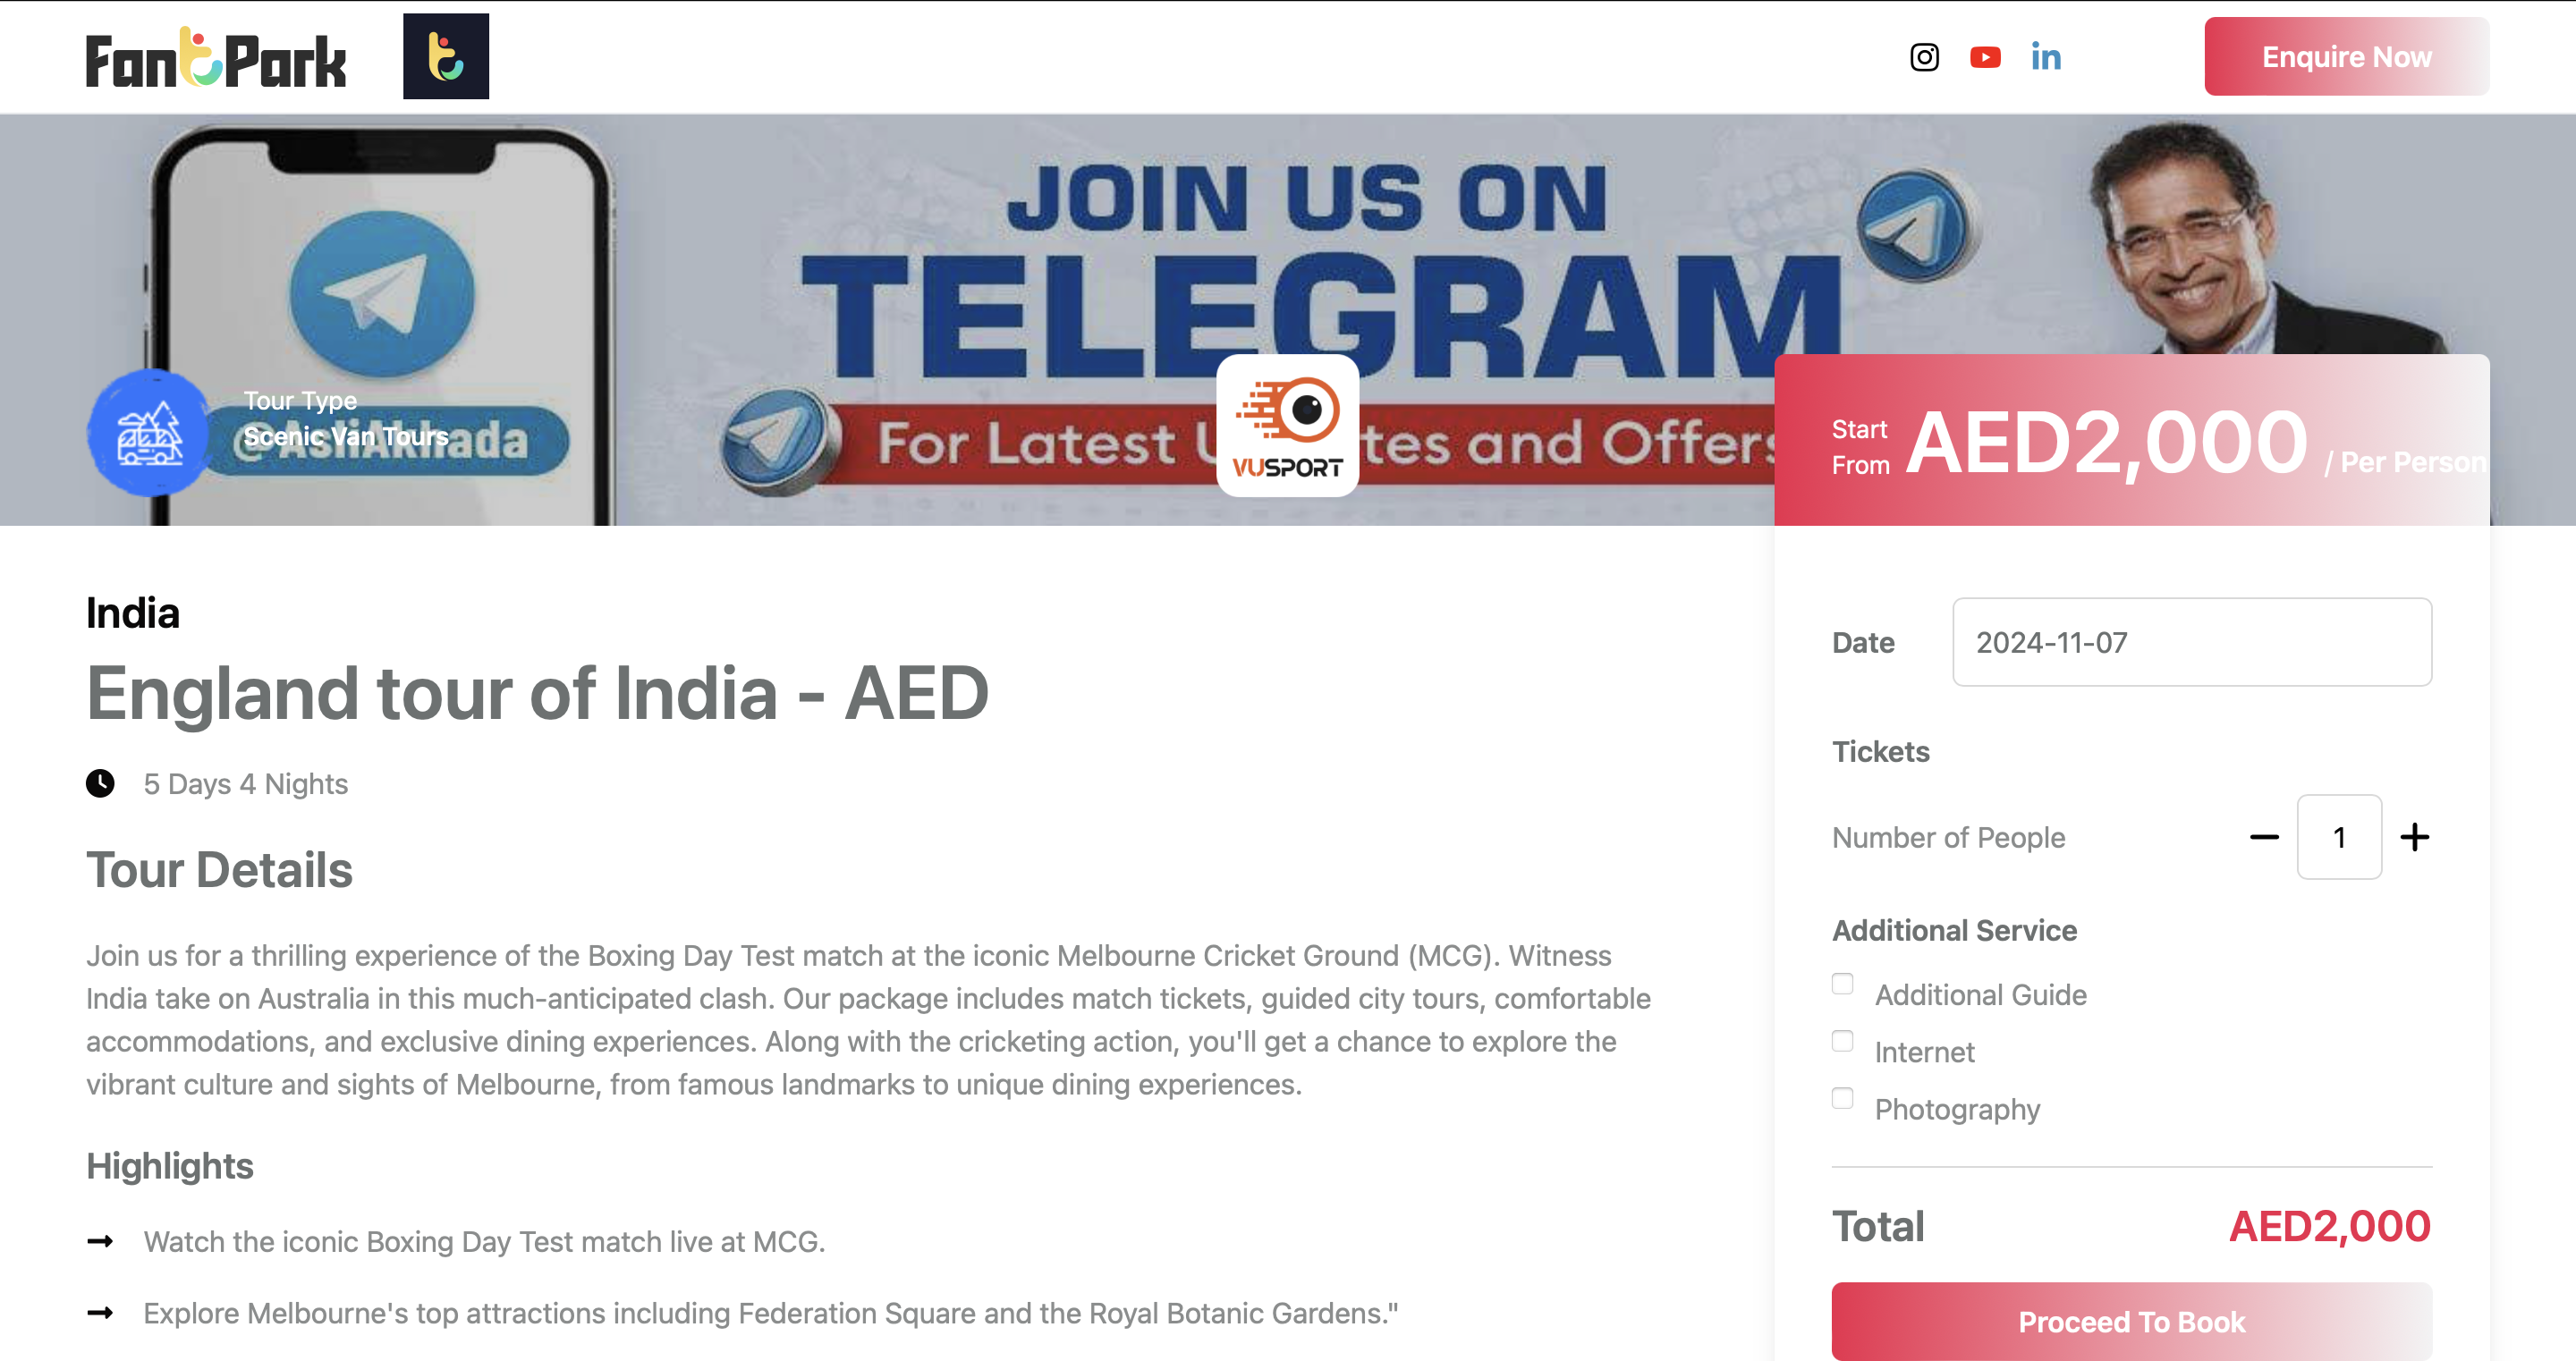 FantPark
Enquire Now
JOIN US ON
TELEGRAM
For Latest U tes and Offers
@AsliAkhada
Tour Type
Scenic Van Tours
VUSPORT
Start
From
AED2,000 / Per Person
India
England tour of India - AED
5 Days 4 Nights
Tour Details
Join us for a thrilling experience of the Boxing Day Test match at the iconic Melbourne Cricket Ground (MCG). Witness
India take on Australia in this much-anticipated clash. Our package includes match tickets, guided city tours, comfortable
accommodations, and exclusive dining experiences. Along with the cricketing action, you'll get a chance to explore the
vibrant culture and sights of Melbourne, from famous landmarks to unique dining experiences.
Highlights
Watch the iconic Boxing Day Test match live at MCG.
Explore Melbourne's top attractions including Federation Square and the Royal Botanic Gardens."
Date
2024-11-07
Tickets
Number of People
1
Additional Service
Additional Guide
Internet
Photography
Total
AED2,000
Proceed To Book